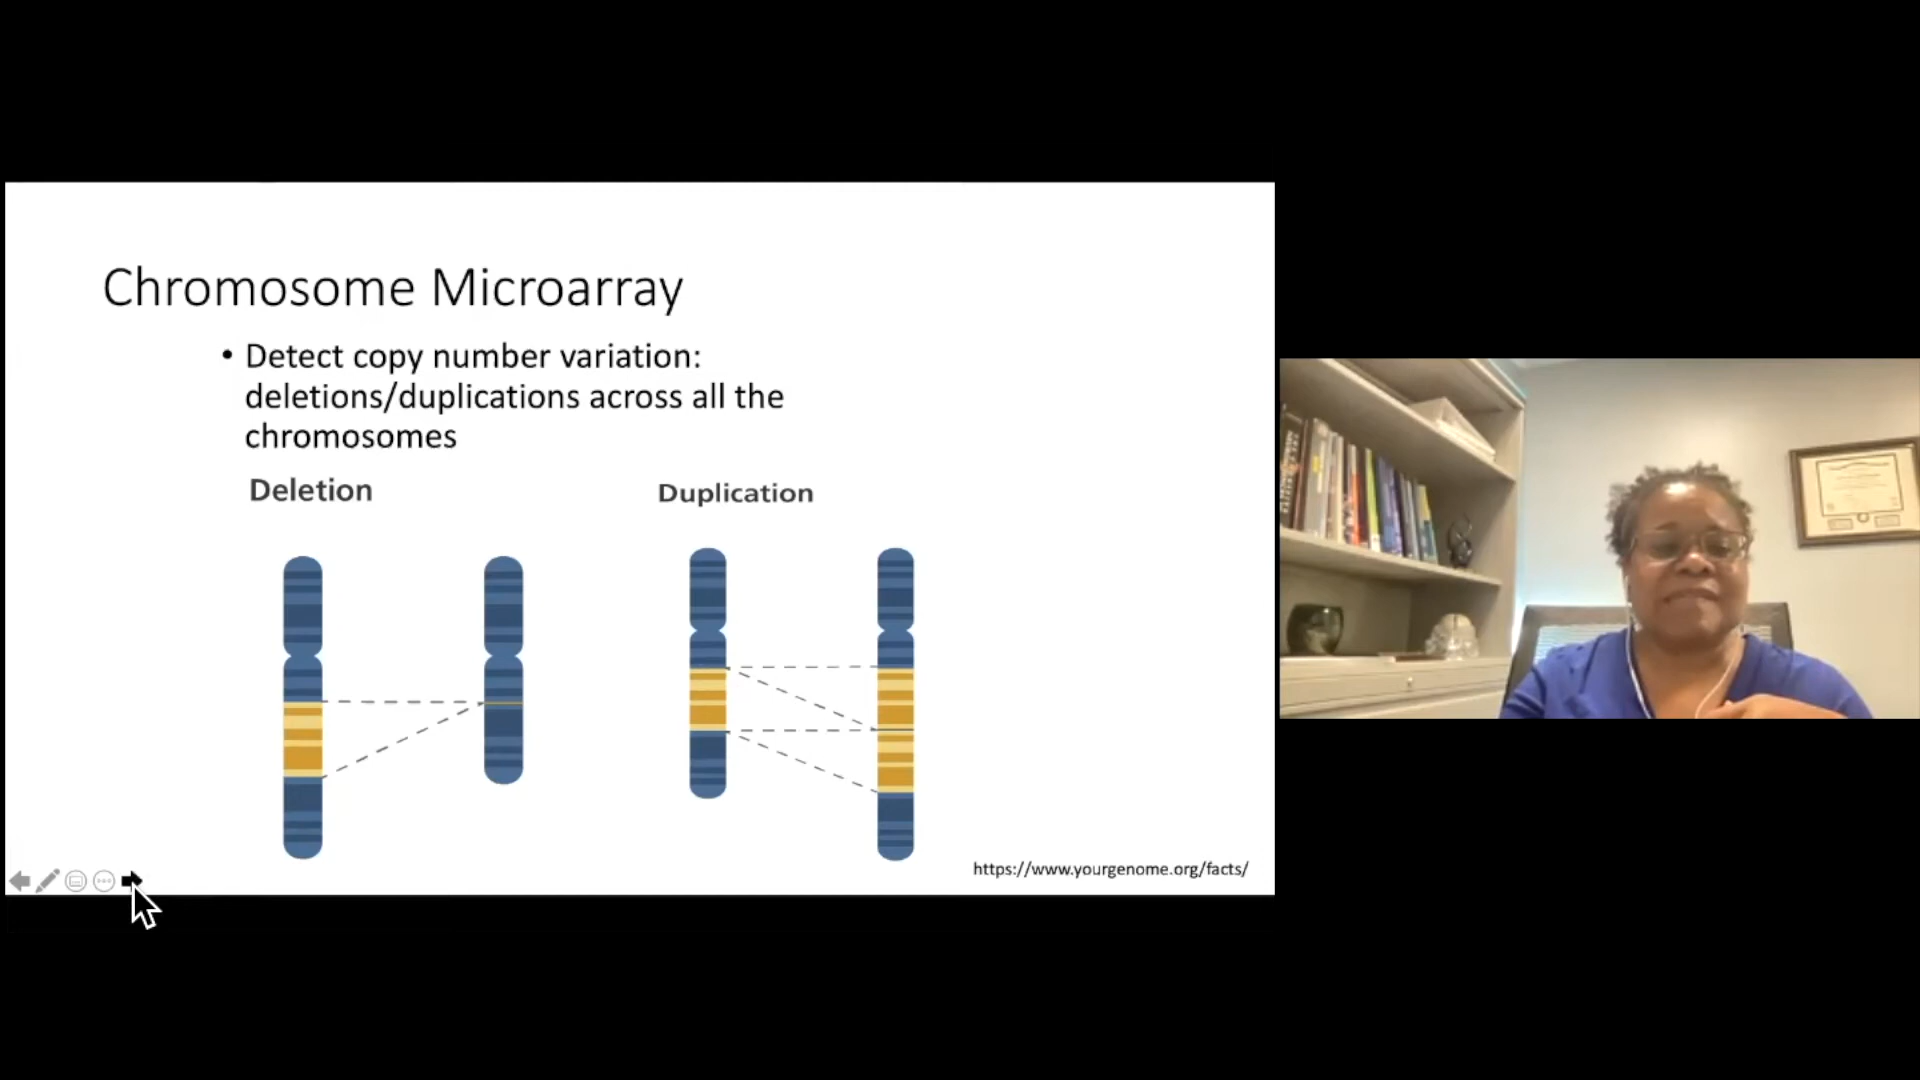 Chromosome Microarray
• Detect copy number variation:
deletions/duplications across all the
chromosomes
Deletion
Duplication
https://www.yourgenome.org/facts/